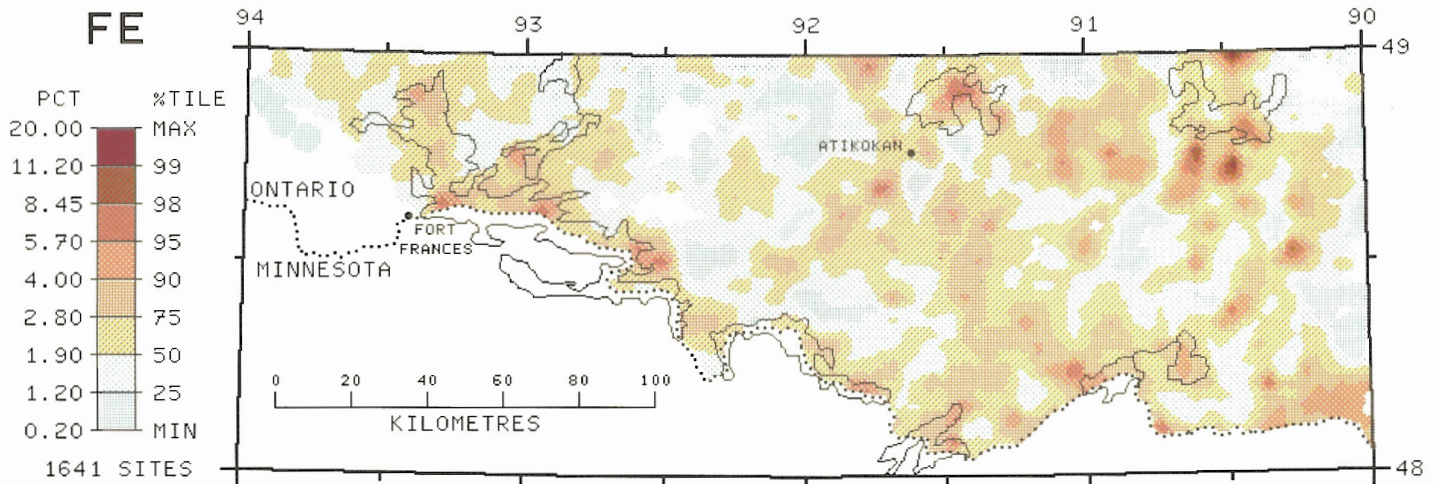 94 93 92 91 90
FE
49
PCT %TILE
20.00 MAX
11.20 99
8.45 98
5.70 95
4.00 90
2.80 75
1.90 50
1.20 25
0.20 MIN
1641 SITES
ATIKOKAN
ONTARIO
FORT
FRANCES
MINNESOTA
0 20 40 60 80 100
KILOMETRES
48